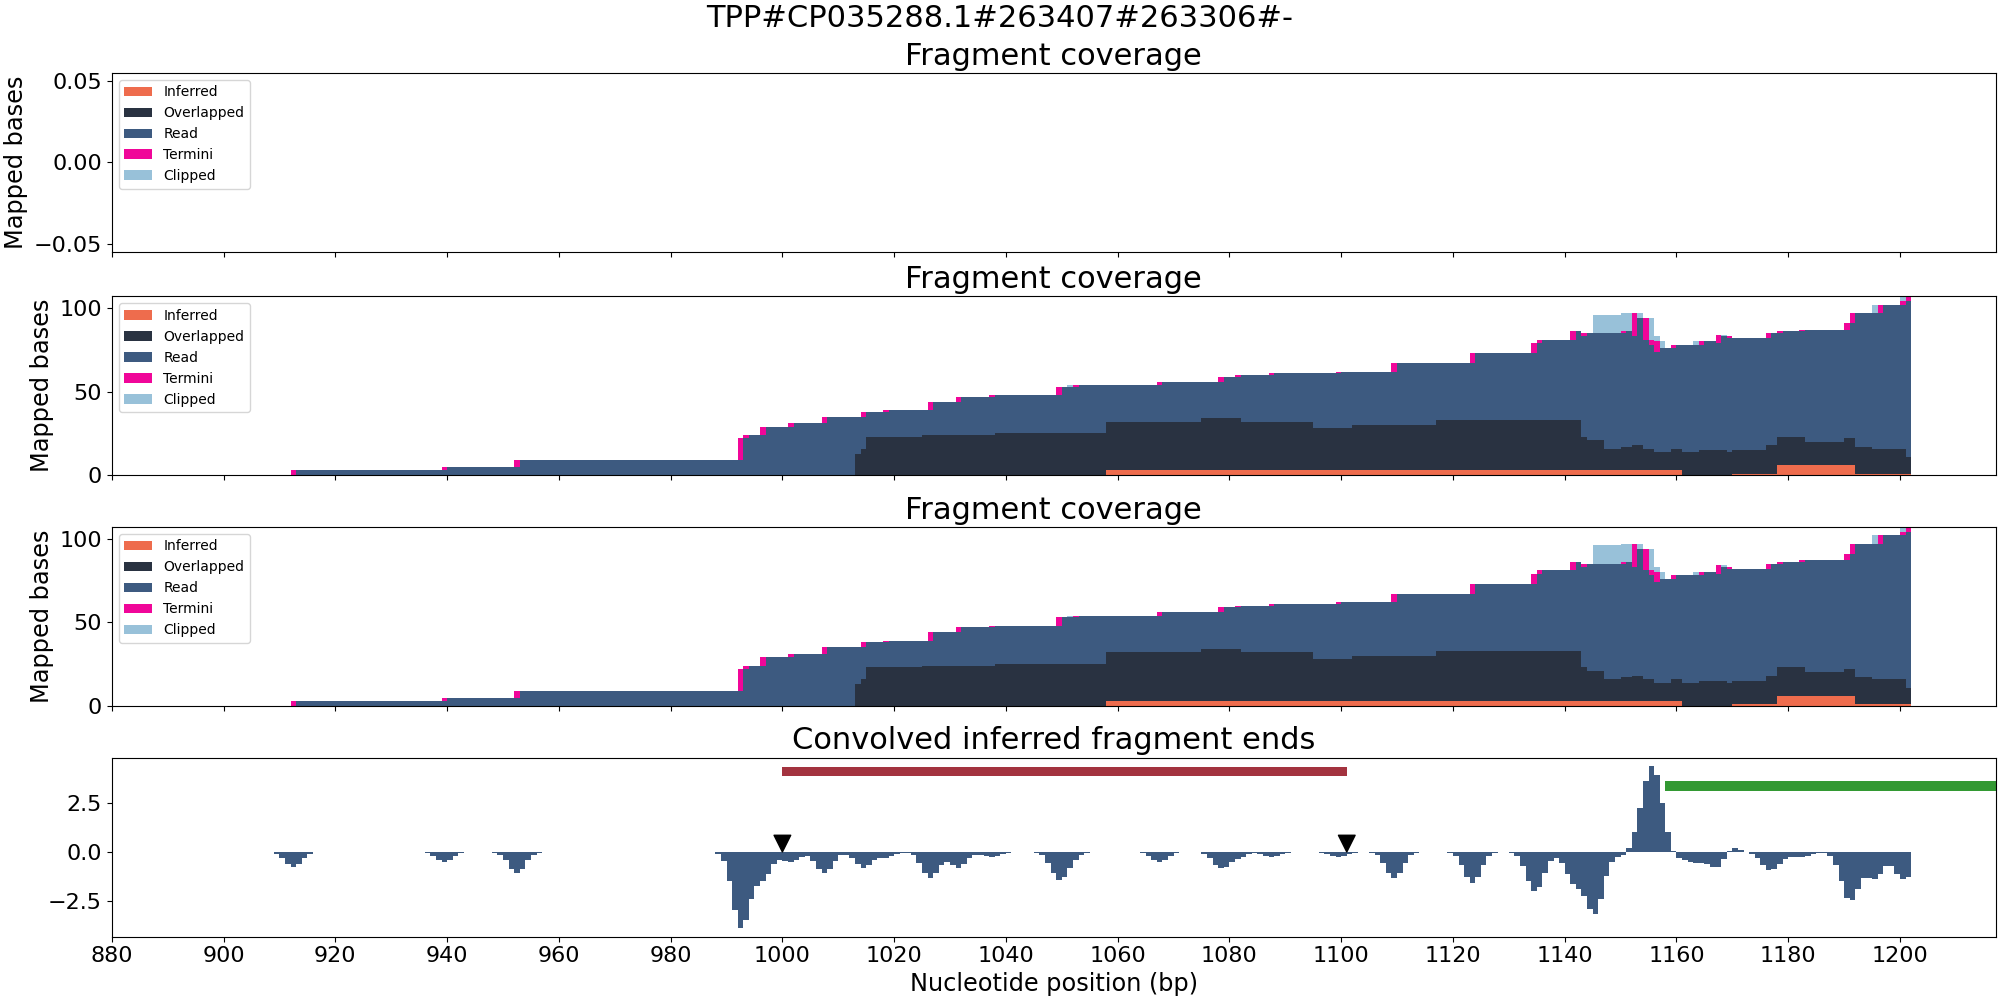 TPP#CP035288.1#263407#263306#-
Fragment coverage
Mapped bases
0.05
0.00
−0.05
Inferred
Overlapped
Read
Termini
Clipped
Fragment coverage
Mapped bases
100
50
0
Inferred
Overlapped
Read
Termini
Clipped
Fragment coverage
Mapped bases
100
50
0
Inferred
Overlapped
Read
Termini
Clipped
Convolved inferred fragment ends
2.5
0.0
−2.5
880 900 920 940 960 980 1000 1020 1040 1060 1080 1100 1120 1140 1160 1180 1200
Nucleotide position (bp)